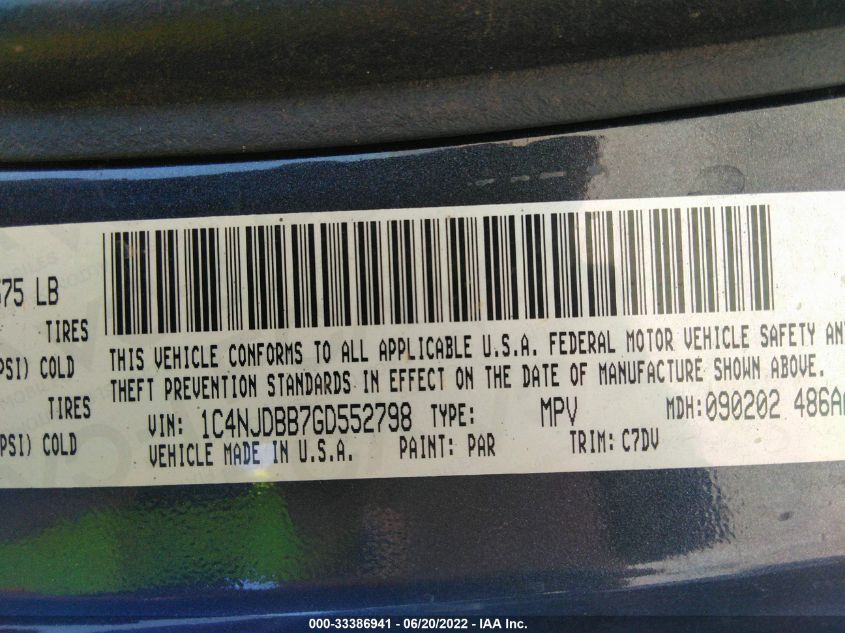 575 LB
TIRES
PSI) COLD
TIRES
PSI) COLD
THIS VEHICLE CONFORMS TO ALL APPLICABLE U.S.A. FEDERAL MOTOR VEHICLE SAFETY AN
THEFT PREVENTION STANDARDS IN EFFECT ON THE DATE OF MANUFACTURE SHOWN ABOVE.
VIN: 1C4NJDBB7GD552798 TYPE: MPV MDH:090202 486A
VEHICLE MADE IN U.S.A. PAINT: PAR TRIM: C7DV
000-33386941 - 06/20/2022 - IAA Inc.